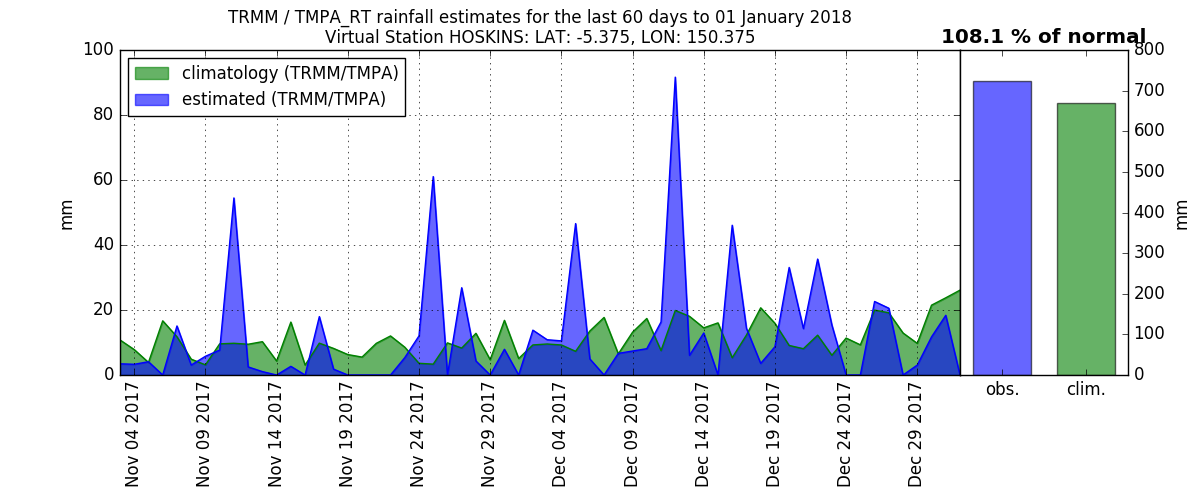 TRMM / TMPA_RT rainfall estimates for the last 60 days to 01 January 2018
Virtual Station HOSKINS: LAT: -5.375, LON: 150.375
108.1 % of normal
climatology (TRMM/TMPA)
estimated (TRMM/TMPA)
100
80
60
40
20
0
mm
800
700
600
500
400
300
200
100
0
mm
Nov 04 2017
Nov 09 2017
Nov 14 2017
Nov 19 2017
Nov 24 2017
Nov 29 2017
Dec 04 2017
Dec 09 2017
Dec 14 2017
Dec 19 2017
Dec 24 2017
Dec 29 2017
obs.
clim.